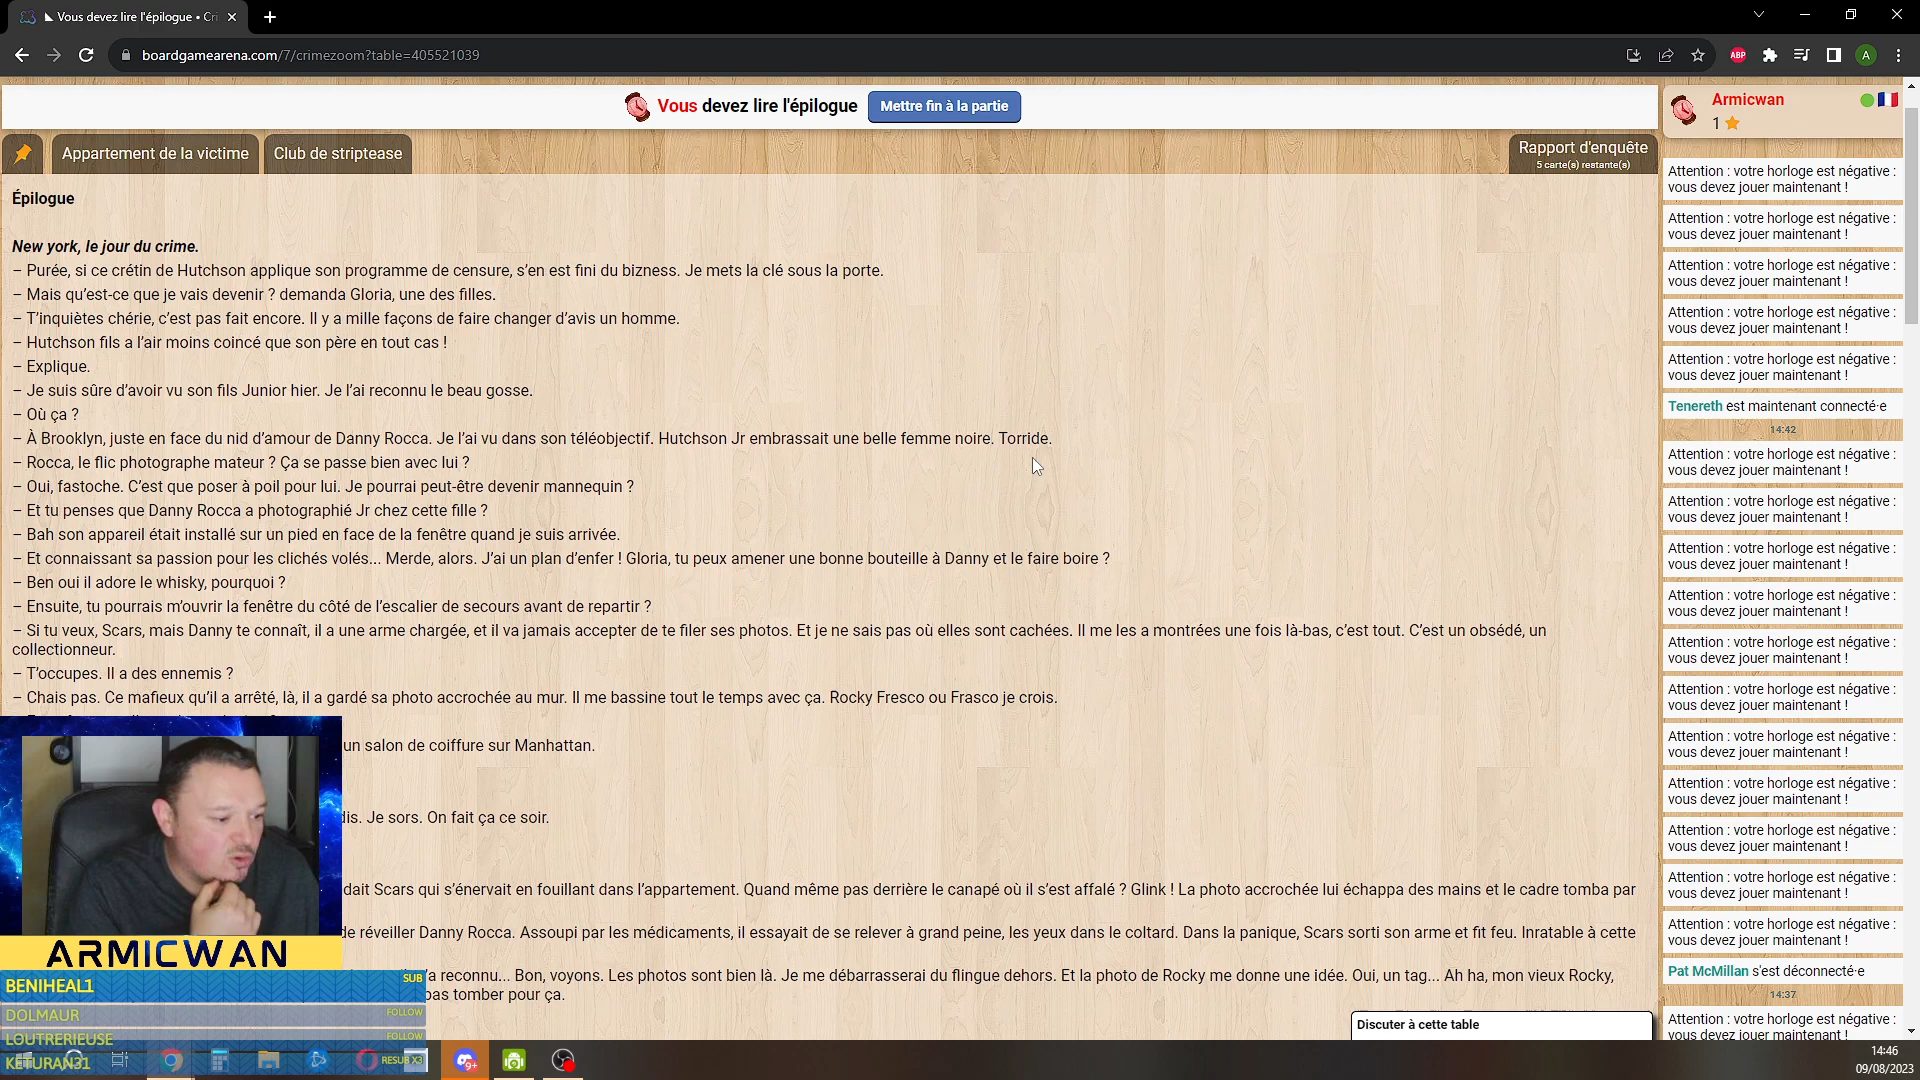 Vous devez lire l'épilogue • Cri
boardgamearena.com/7/crimezoom?table=405521039
ABP
A
Vous devez lire l'épilogue
Mettre fin à la partie
Appartement de la victime
Club de striptease
Rapport d'enquête
5 carte(s) restante(s)
Épilogue
New york, le jour du crime.
– Purée, si ce crétin de Hutchson applique son programme de censure, s’en est fini du bizness. Je mets la clé sous la porte.
– Mais qu’est-ce que je vais devenir ? demanda Gloria, une des filles.
– T’inquiètes chérie, c’est pas fait encore. Il y a mille façons de faire changer d’avis un homme.
– Hutchson fils a l’air moins coincé que son père en tout cas !
– Explique.
– Je suis sûre d’avoir vu son fils Junior hier. Je l’ai reconnu le beau gosse.
– Où ça ?
– À Brooklyn, juste en face du nid d’amour de Danny Rocca. Je l’ai vu dans son téléobjectif. Hutchson Jr embrassait une belle femme noire. Torride.
– Rocca, le flic photographe mateur ? Ça se passe bien avec lui ?
– Oui, fastoche. C’est que poser à poil pour lui. Je pourrai peut-être devenir mannequin ?
– Et tu penses que Danny Rocca a photographié Jr chez cette fille ?
– Bah son appareil était installé sur un pied en face de la fenêtre quand je suis arrivée.
– Et connaissant sa passion pour les clichés volés... Merde, alors. J’ai un plan d’enfer ! Gloria, tu peux amener une bonne bouteille à Danny et le faire boire ?
– Ben oui il adore le whisky, pourquoi ?
– Ensuite, tu pourrais m’ouvrir la fenêtre du côté de l’escalier de secours avant de repartir ?
– Si tu veux, Scars, mais Danny te connaît, il a une arme chargée, et il va jamais accepter de te filer ses photos. Et je ne sais pas où elles sont cachées. Il me les a montrées une fois là-bas, c’est tout. C’est un obsédé, un
collectionneur.
– T’occupes. Il a des ennemis ?
– Chais pas. Ce mafieux qu’il a arrêté, là, il a gardé sa photo accrochée au mur. Il me bassine tout le temps avec ça. Rocky Fresco ou Frasco je crois.
un salon de coiffure sur Manhattan.
dis. Je sors. On fait ça ce soir.
dait Scars qui s’énervait en fouillant dans l’appartement. Quand même pas derrière le canapé où il s’est affalé ? Glink ! La photo accrochée lui échappa des mains et le cadre tomba par
de réveiller Danny Rocca. Assoupi par les médicaments, il essayait de se relever à grand peine, les yeux dans le coltard. Dans la panique, Scars sorti son arme et fit feu. Inratable à cette
’a reconnu... Bon, voyons. Les photos sont bien là. Je me débarrasserai du flingue dehors. Et la photo de Rocky me donne une idée. Oui, un tag... Ah ha, mon vieux Rocky,
pas tomber pour ça.
Armicwan
1
Attention : votre horloge est négative :
vous devez jouer maintenant !
Attention : votre horloge est négative :
vous devez jouer maintenant !
Attention : votre horloge est négative :
vous devez jouer maintenant !
Attention : votre horloge est négative :
vous devez jouer maintenant !
Attention : votre horloge est négative :
vous devez jouer maintenant !
Tenereth est maintenant connecté·e
14:42
Attention : votre horloge est négative :
vous devez jouer maintenant !
Attention : votre horloge est négative :
vous devez jouer maintenant !
Attention : votre horloge est négative :
vous devez jouer maintenant !
Attention : votre horloge est négative :
vous devez jouer maintenant !
Attention : votre horloge est négative :
vous devez jouer maintenant !
Attention : votre horloge est négative :
vous devez jouer maintenant !
Attention : votre horloge est négative :
vous devez jouer maintenant !
Attention : votre horloge est négative :
vous devez jouer maintenant !
Attention : votre horloge est négative :
vous devez jouer maintenant !
Attention : votre horloge est négative :
vous devez jouer maintenant !
Attention : votre horloge est négative :
vous devez jouer maintenant !
Pat McMillan s'est déconnecté·e
14:37
Attention : votre horloge est négative :
vous devez jouer maintenant !
Discuter à cette table
ARMICWAN
BENIHEAL1 SUB
DOLMAUR FOLLOW
LOUTRERIEUSE FOLLOW
KETURAN31 RESUB X3
9+
14:46
09/08/2023